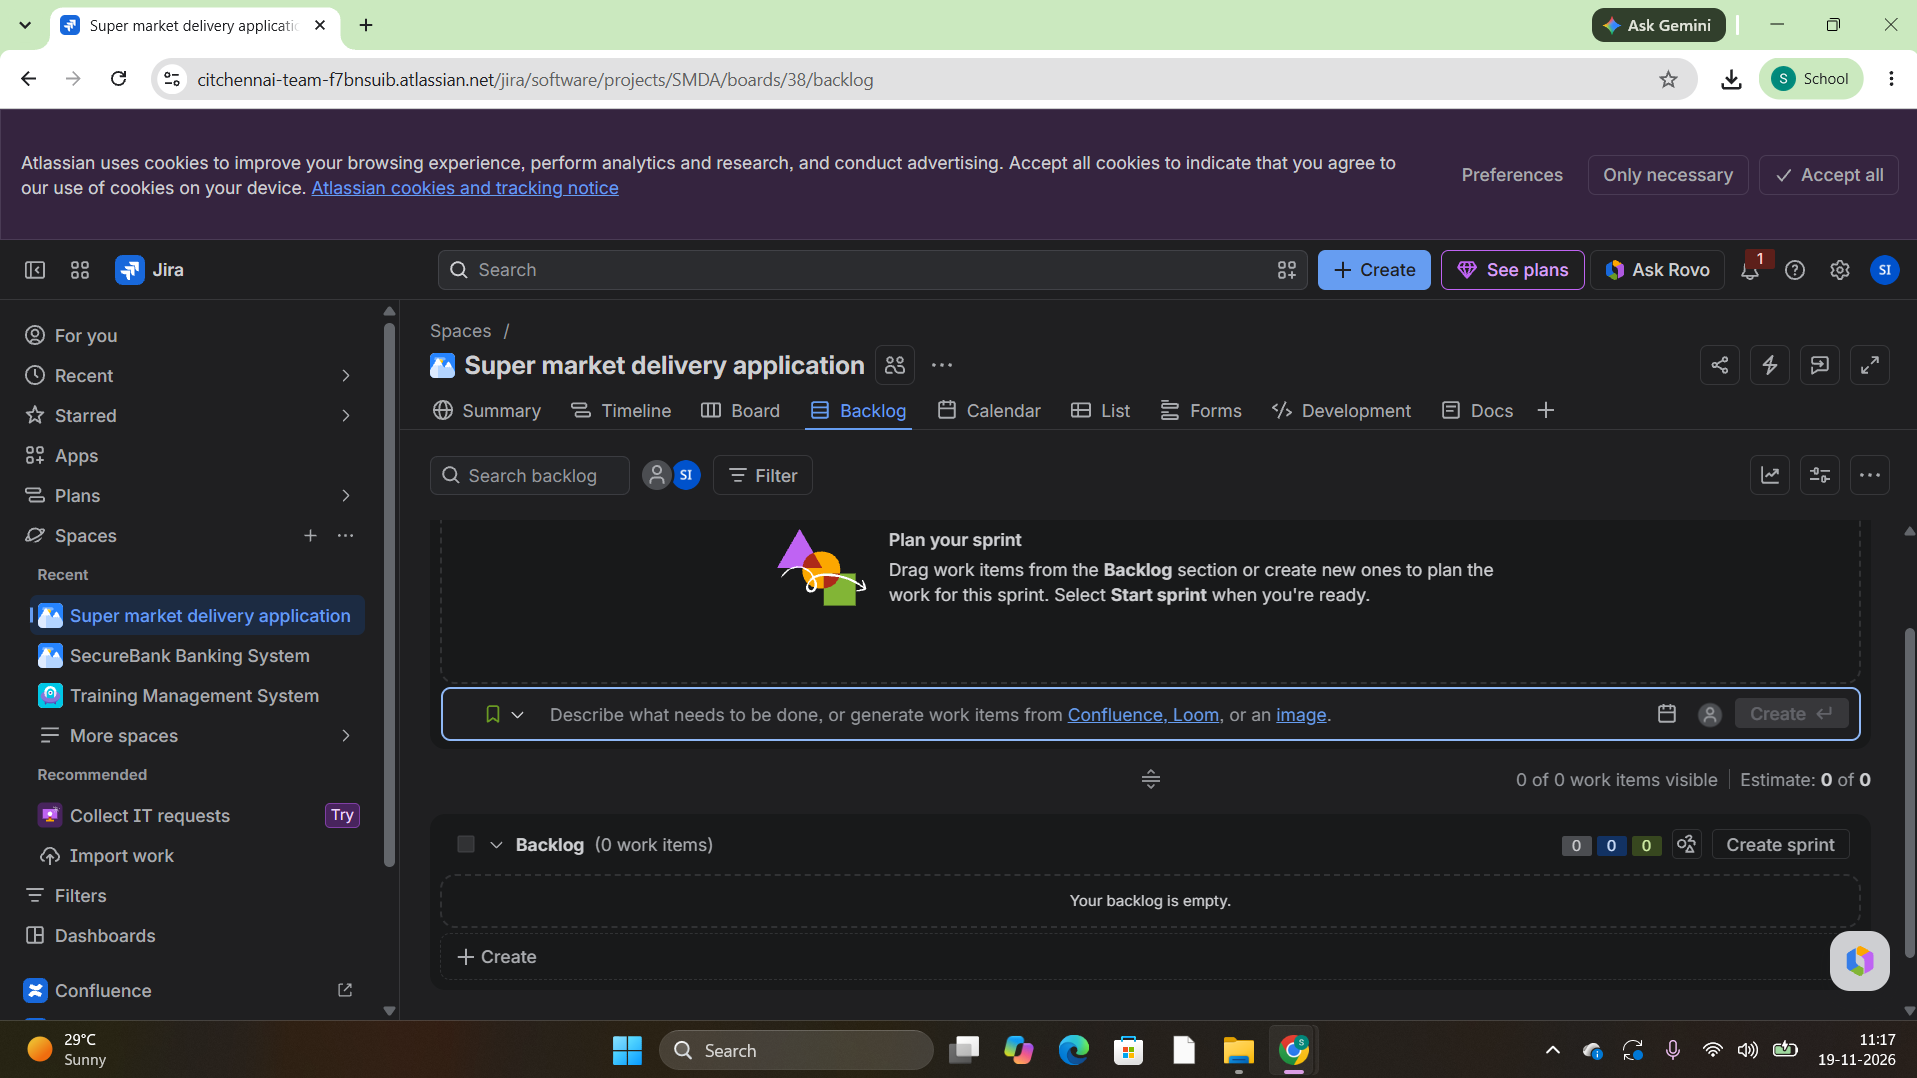 Super market delivery applicatio
Ask Gemini
citchennai-team-f7bnsuib.atlassian.net/jira/software/projects/SMDA/boards/38/backlog
S School
Atlassian uses cookies to improve your browsing experience, perform analytics and research, and conduct advertising. Accept all cookies to indicate that you agree to
our use of cookies on your device. Atlassian cookies and tracking notice
Preferences
Only necessary
Accept all
Jira
Search
Create
See plans
Ask Rovo
1
SI
For you
Recent
Starred
Apps
Plans
Spaces
Recent
Super market delivery application
SecureBank Banking System
Training Management System
More spaces
Recommended
Collect IT requests Try
Import work
Filters
Dashboards
Confluence
Spaces /
Super market delivery application
Summary Timeline Board Backlog Calendar List Forms Development Docs
Search backlog SI Filter
Plan your sprint
Drag work items from the Backlog section or create new ones to plan the
work for this sprint. Select Start sprint when you're ready.
Describe what needs to be done, or generate work items from Confluence, Loom, or an image.
Create
0 of 0 work items visible Estimate: 0 of 0
Backlog (0 work items) 0 0 0 Create sprint
Your backlog is empty.
Create
29°C
Sunny
Search
11:17
19-11-2026